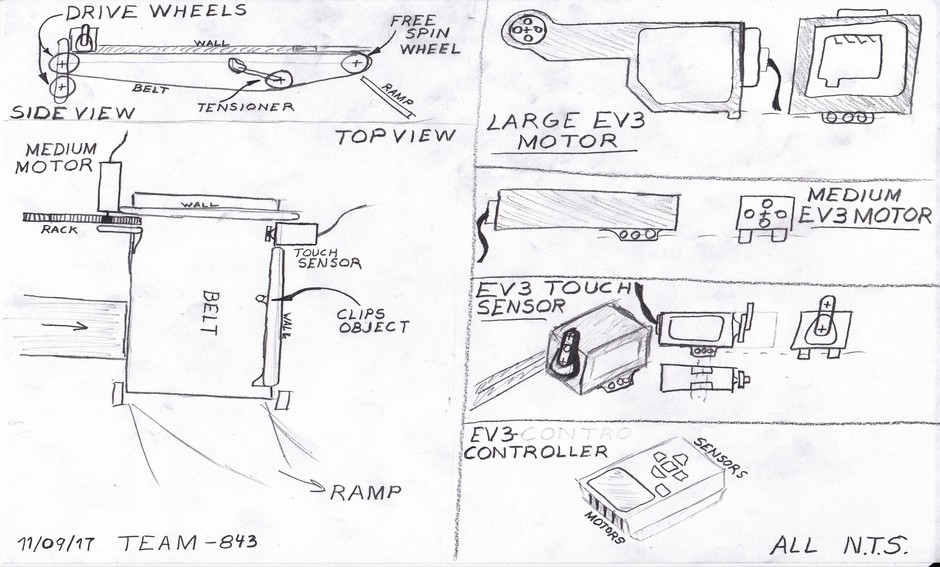 DRIVE WHEELS
FREE
SPIN
WHEEL
WALL
BELT
TENSIONER
RAMP
SIDE VIEW
TOP VIEW
MEDIUM
MOTOR
WALL
RACK
TOUCH
SENSOR
BELT
WALL
CLIPS
OBJECT
RAMP
11/09/17 TEAM-843
LARGE EV3
MOTOR
MEDIUM
EV3 MOTOR
EV3 TOUCH
SENSOR
EV3-CONTRO
CONTROLLER
SENSORS
MOTORS
ALL N.T.S.